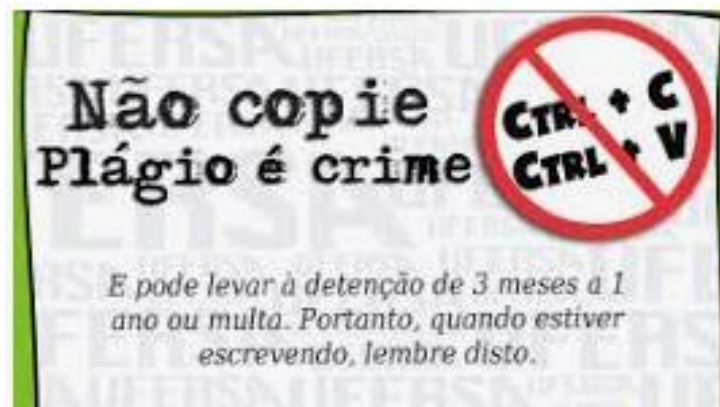 Não copie
Plágio é crime
CTRL + C
CTRL + V
E pode levar à detenção de 3 meses a 1
ano ou multa. Portanto, quando estiver
escrevendo, lembre disto.
UFERSA